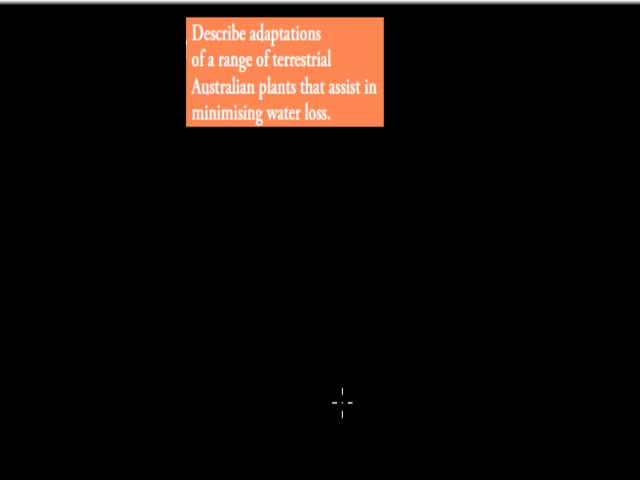 Describe adaptations
of a range of terrestrial
Australian plants that assist in
minimising water loss.